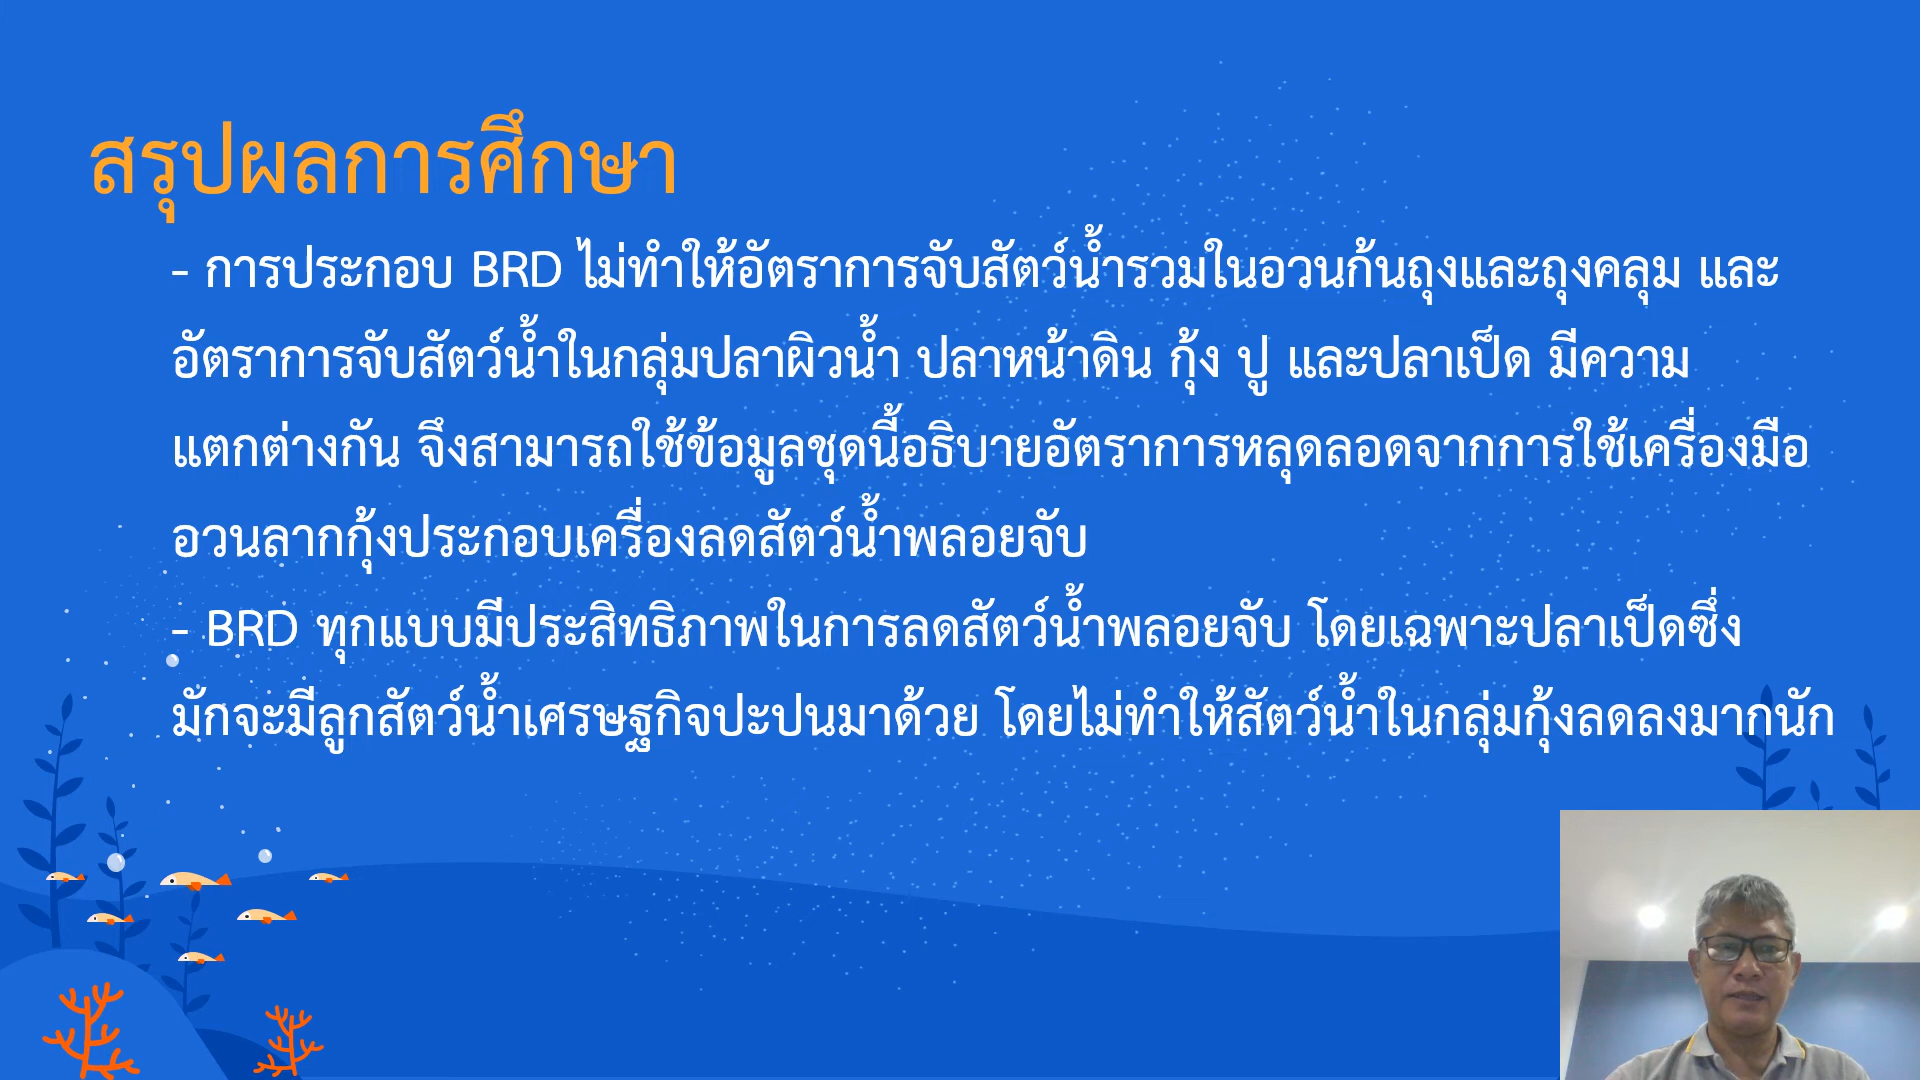 สรุปผลการศึกษา
- การประกอบ BRD ไม่ทำให้อัตราการจับสัตว์น้ำรวมในอวนก้นถุงและถุงคลุม และ
อัตราการจับสัตว์น้ำในกลุ่มปลาผิวน้ำ ปลาหน้าดิน กุ้ง ปู และปลาเป็ด มีความ
แตกต่างกัน จึงสามารถใช้ข้อมูลชุดนี้อธิบายอัตราการหลุดลอดจากการใช้เครื่องมือ
อวนลากกุ้งประกอบเครื่องลดสัตว์น้ำพลอยจับ
- BRD ทุกแบบมีประสิทธิภาพในการลดสัตว์น้ำพลอยจับ โดยเฉพาะปลาเป็ดซึ่ง
มักจะมีลูกสัตว์น้ำเศรษฐกิจปะปนมาด้วย โดยไม่ทำให้สัตว์น้ำในกลุ่มกุ้งลดลงมากนัก